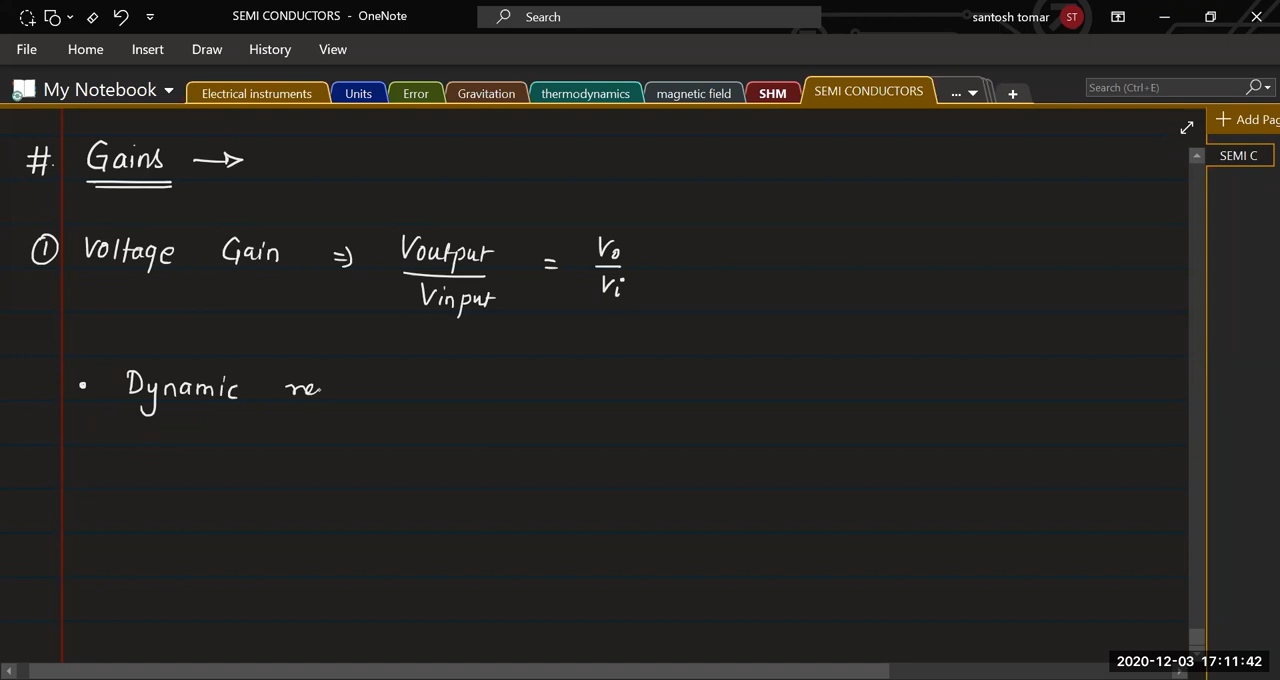 SEMI CONDUCTORS - OneNote
Search
santosh tomar
ST
File Home Insert Draw History View
My Notebook
Electrical instruments
Units
Error
Gravitation
thermodynamics
magnetic field
SHM
SEMI CONDUCTORS
...
Search (Ctrl+E)
Add Pag
SEMI C
# Gains →
① Voltage Gain ⇒ Voutput / Vinput = Vo / Vi
• Dynamic re
2020-12-03 17:11:42